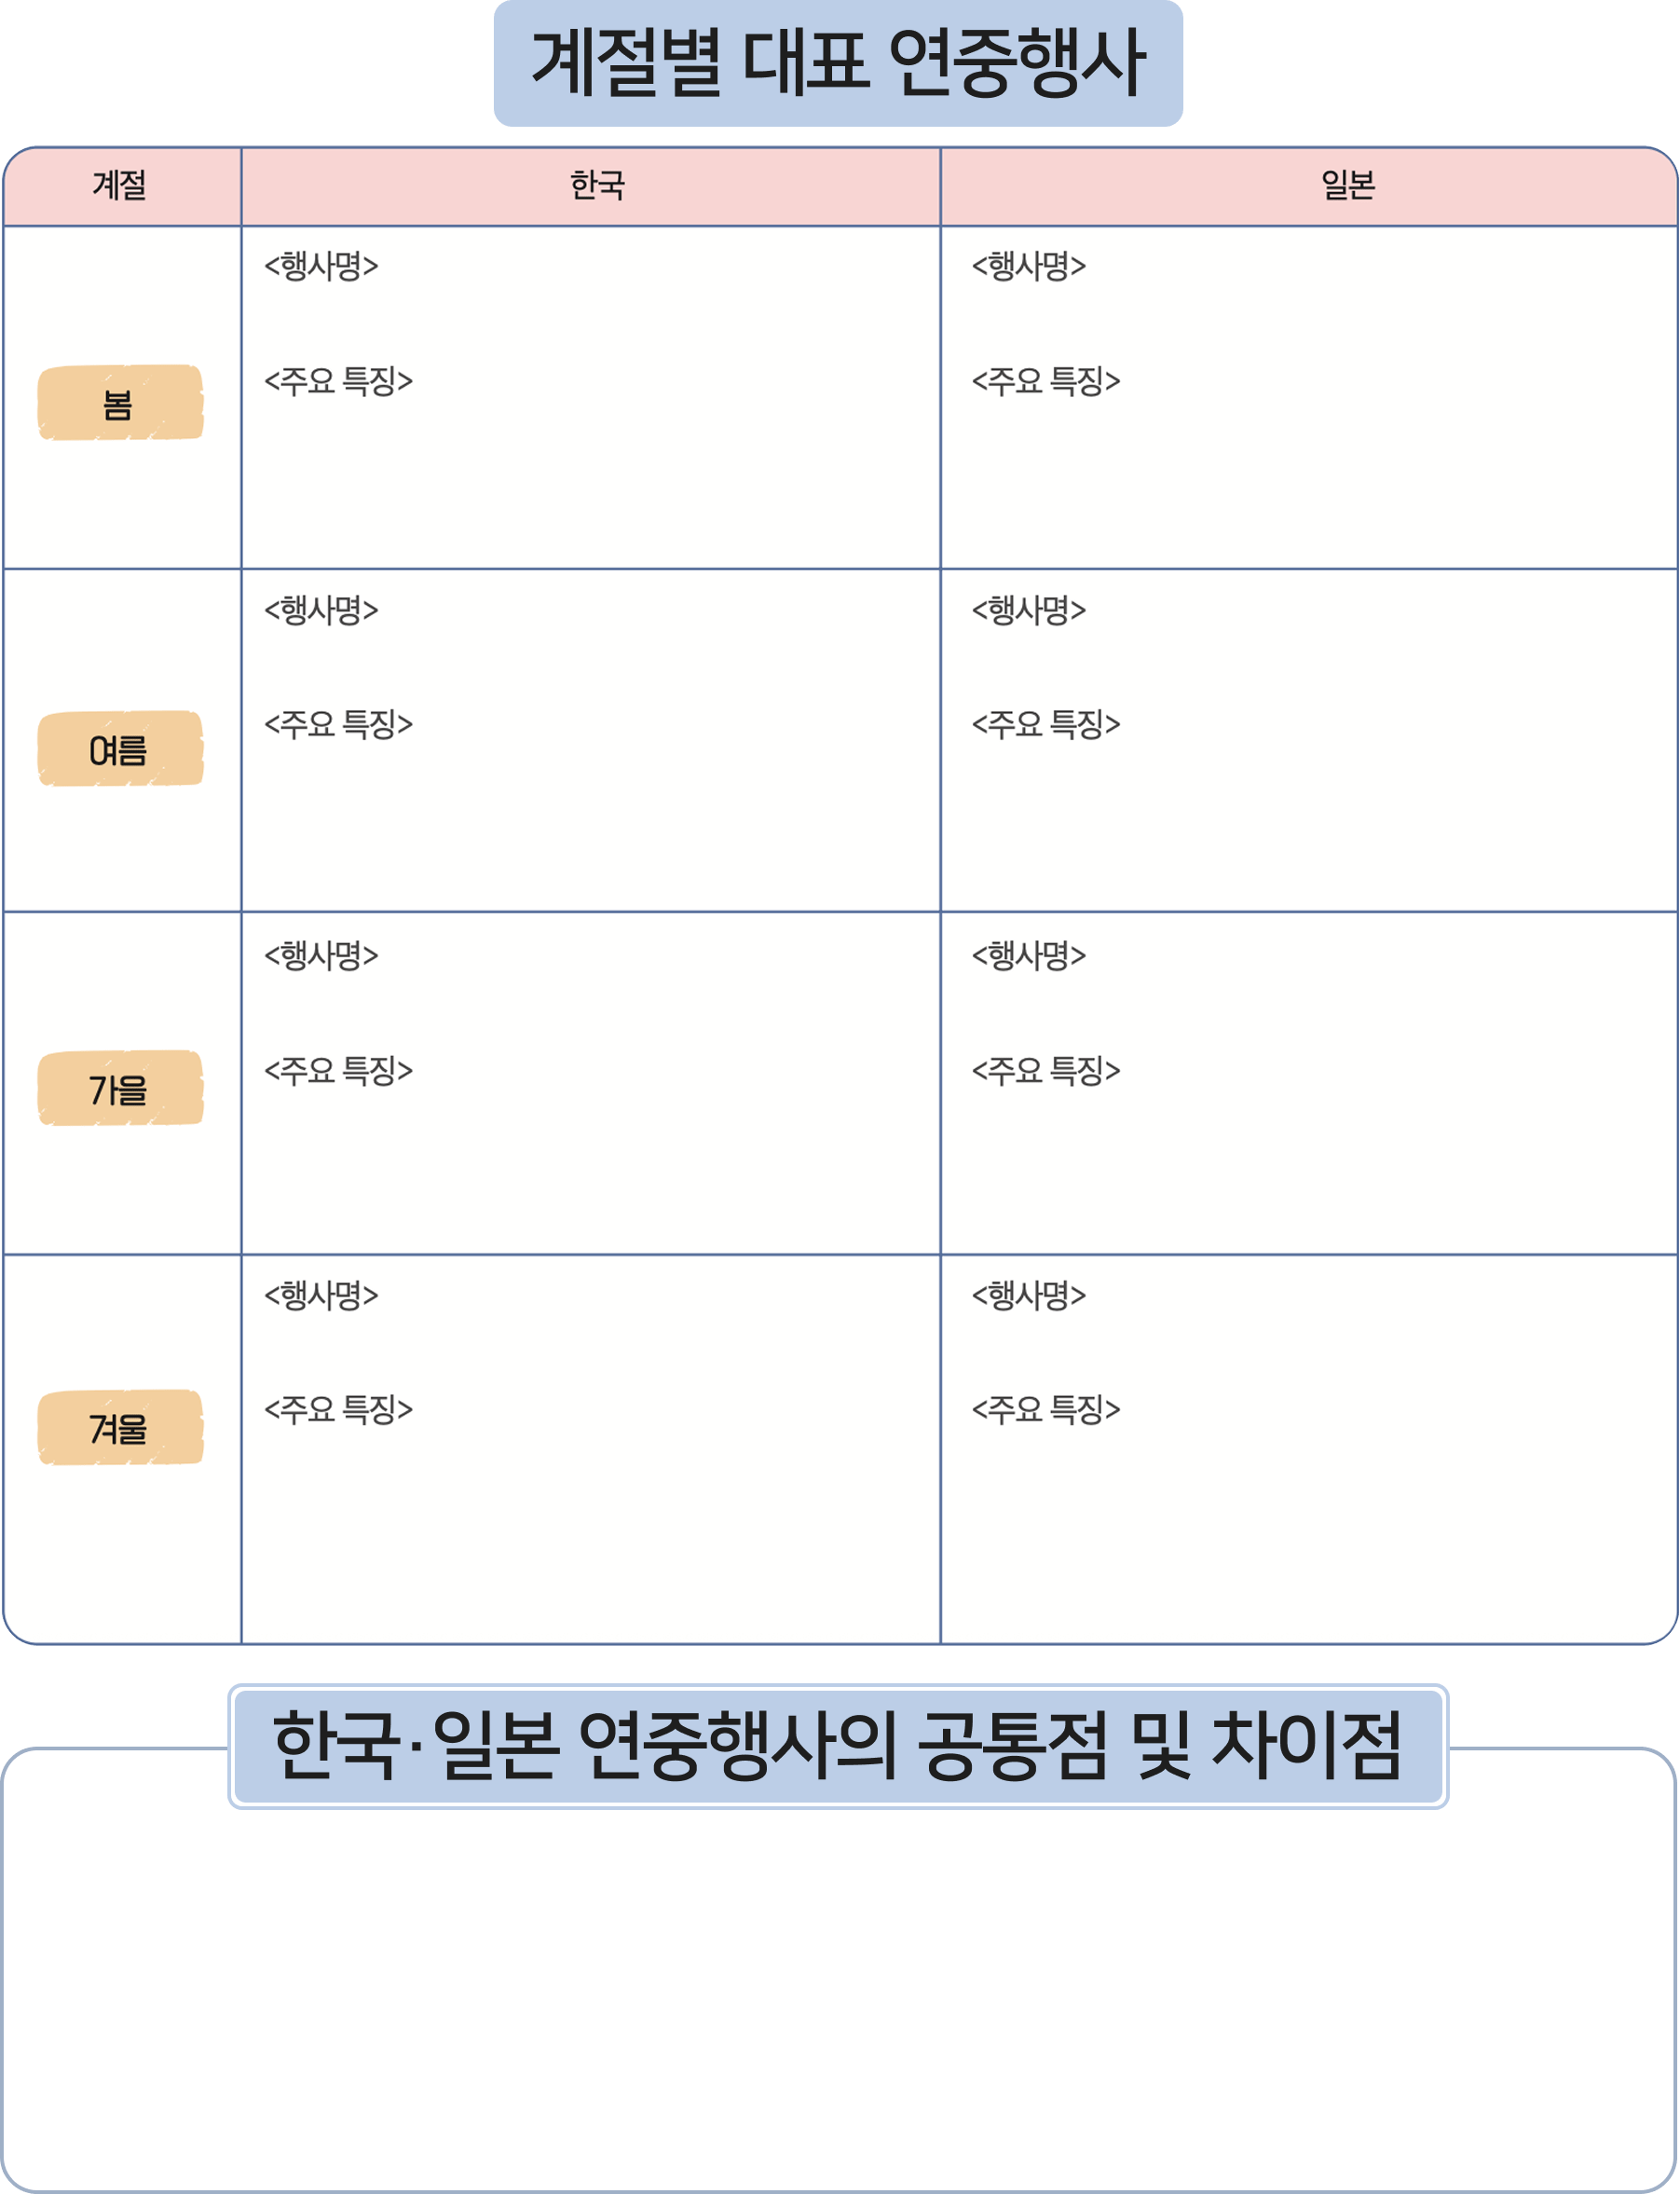 계절별 대표 연중행사
계절 한국 일본
<행사명> <행사명>
<주요 특징> <주요 특징>
봄
<행사명> <행사명>
<주요 특징> <주요 특징>
여름
<행사명> <행사명>
<주요 특징> <주요 특징>
가을
<행사명> <행사명>
<주요 특징> <주요 특징>
겨울
한국·일본 연중행사의 공통점 및 차이점